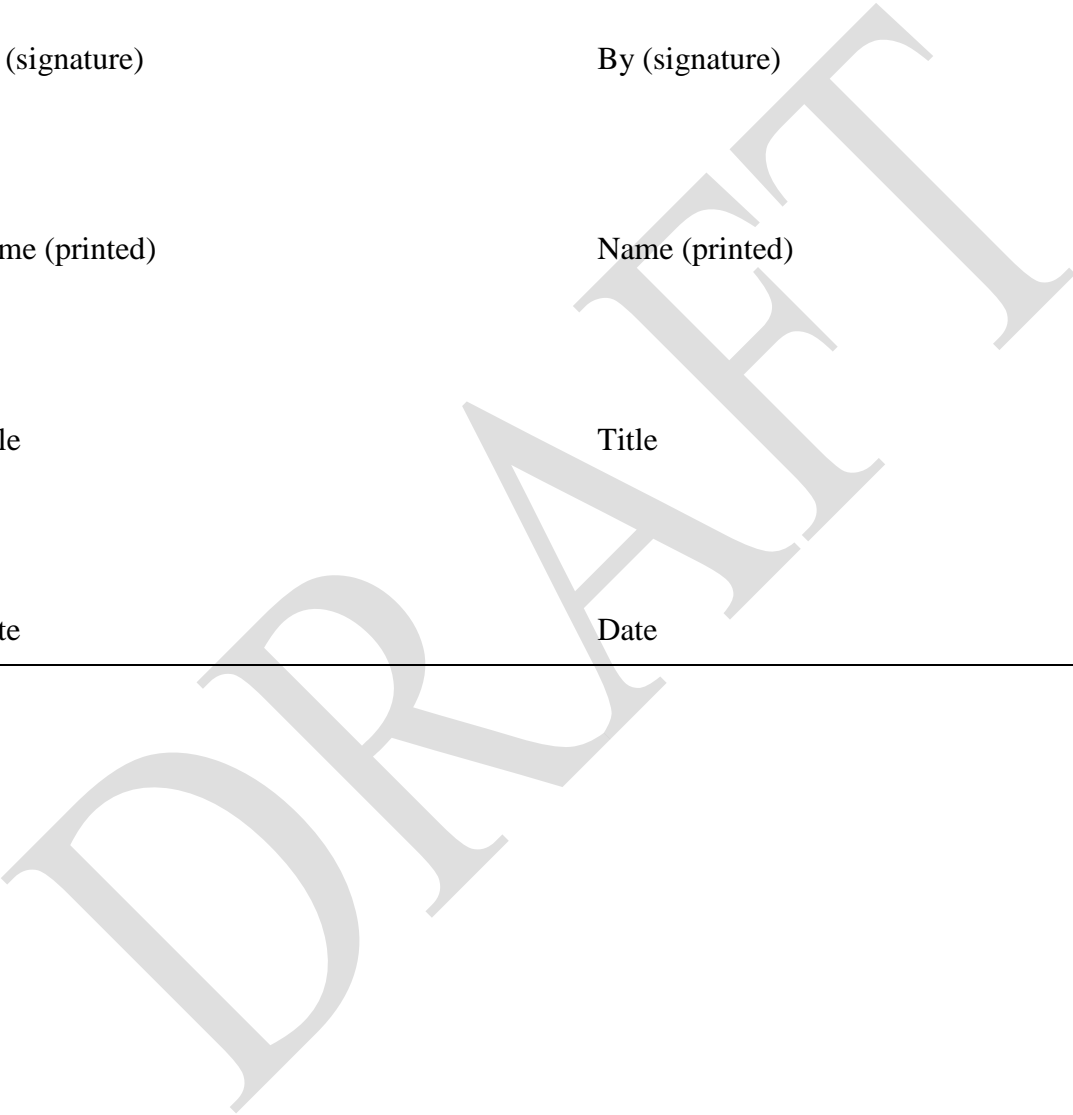 (signature) By (signature)
me (printed) Name (printed)
le Title
te Date
DRAFT